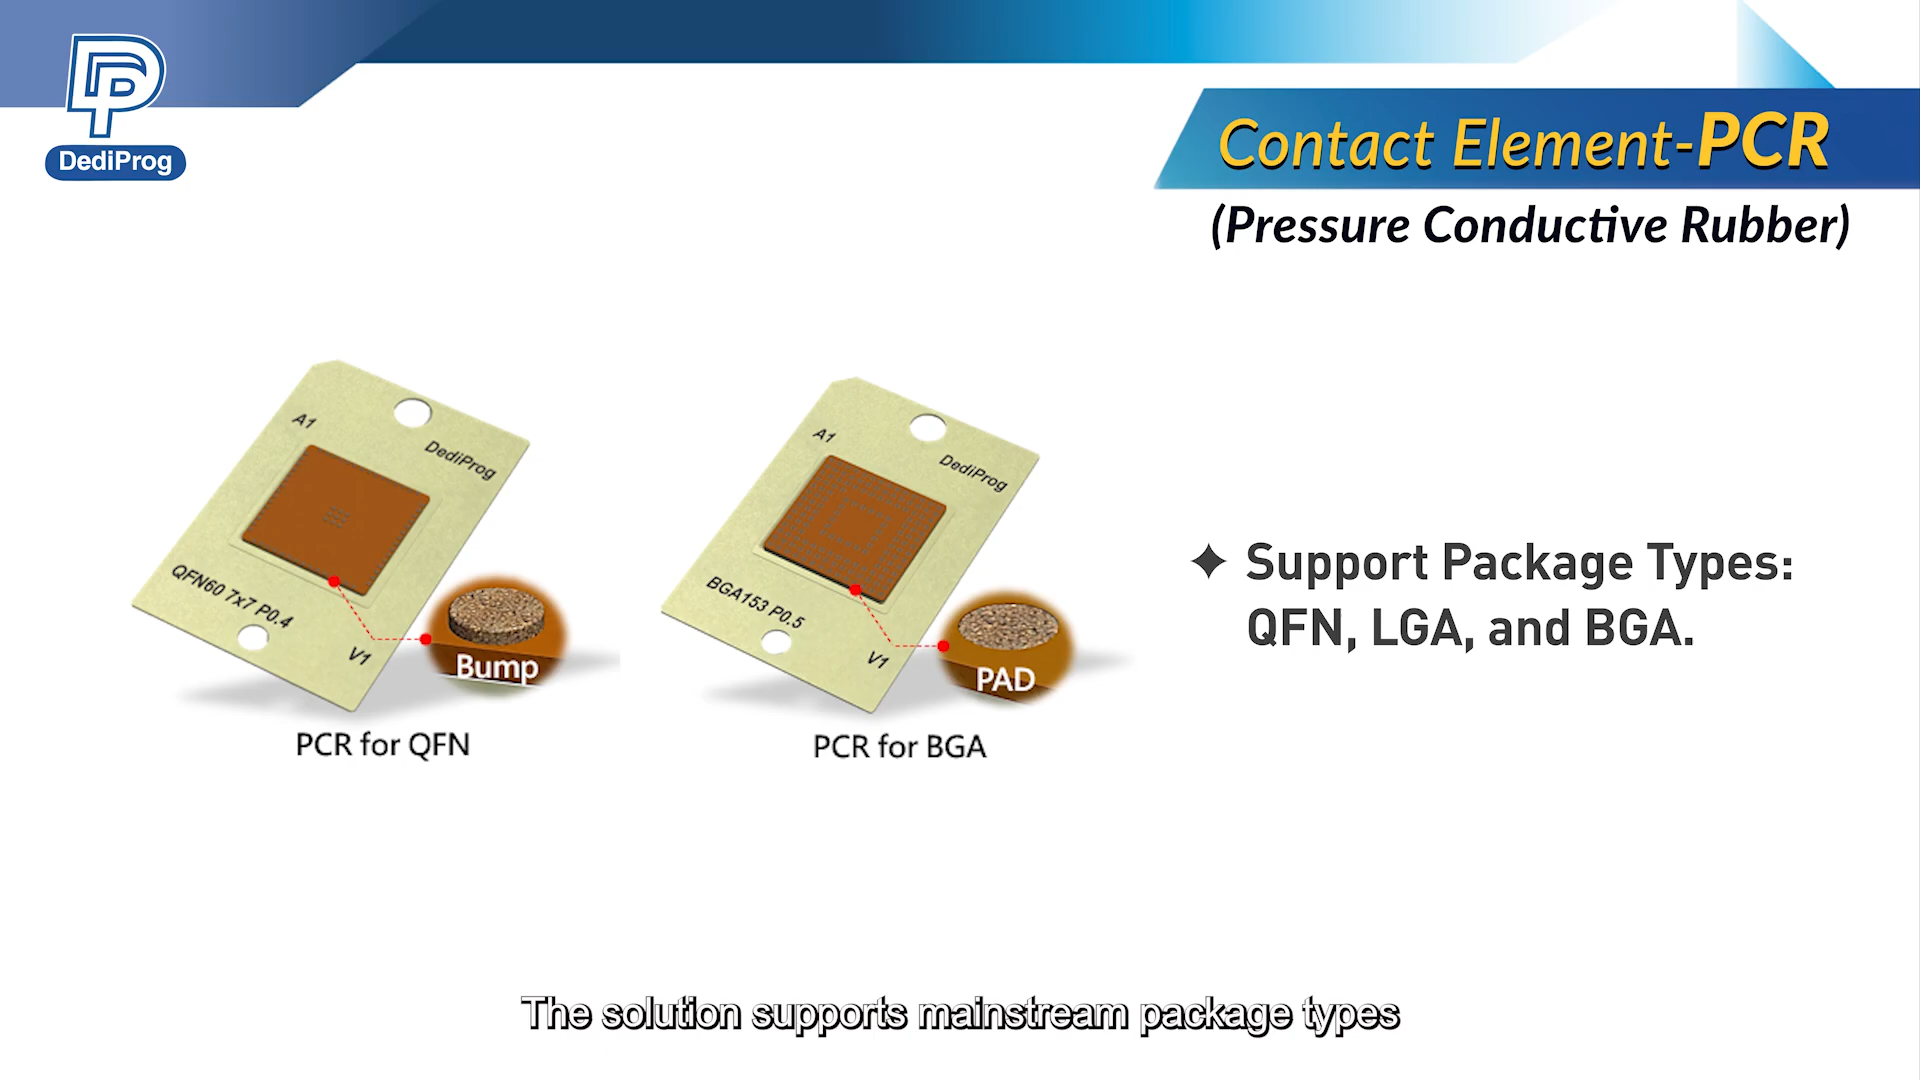 DediProg
Contact Element-PCR
(Pressure Conductive Rubber)
A1
DediProg
QFN60 7x7 P0.4
V1
Bump
PCR for QFN
A1
DediProg
BGA153 P0.5
V1
PAD
PCR for BGA
✦ Support Package Types:
QFN, LGA, and BGA.
The solution supports mainstream package types